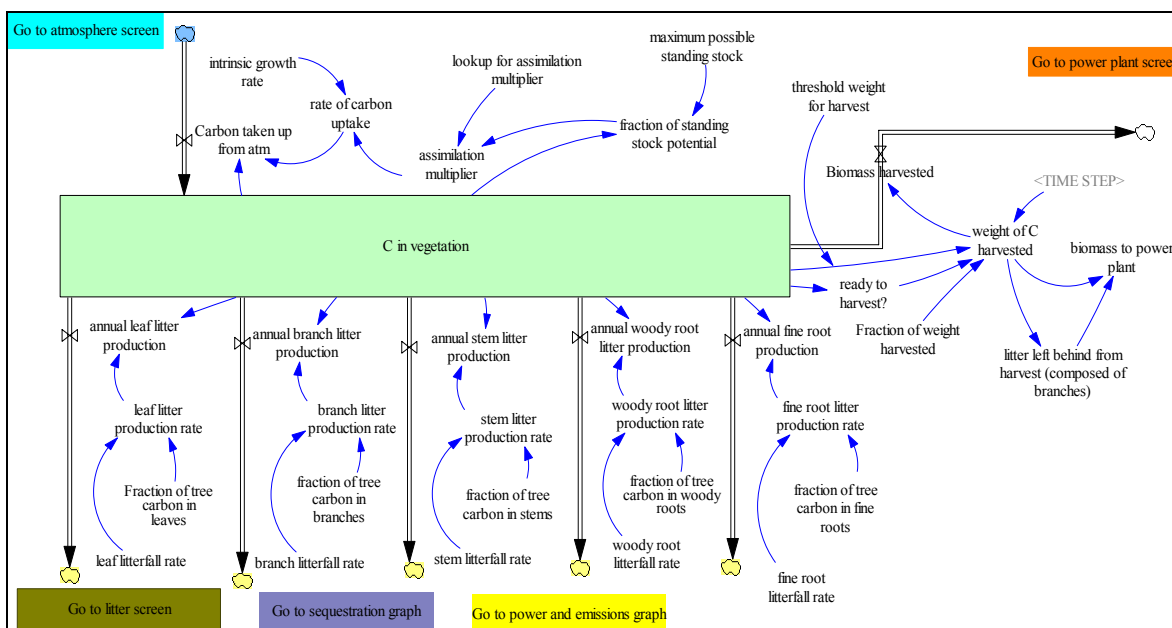 Go to atmosphere screen
intrinsic growth
rate
lookup for assimilation
multiplier
maximum possible
standing stock
Go to power plant scree
threshold weight
for harvest
rate of carbon
uptake
Carbon taken up
from atm
fraction of standing
stock potential
assimilation
multiplier
Biomass harvested
<TIME STEP>
C in vegetation
weight of C
harvested
biomass to power
plant
ready to
harvest?
Fraction of weight
harvested
litter left behind from
harvest (composed of
branches)
annual leaf litter
production
annual branch litter
production
annual stem litter
production
annual woody root
litter production
annual fine root
production
leaf litter
production rate
branch litter
production rate
stem litter
production rate
woody root litter
production rate
fine root litter
production rate
Fraction of tree
carbon in
leaves
fraction of tree
carbon in
branches
fraction of tree
carbon in stems
fraction of tree
carbon in woody
roots
fraction of tree
carbon in fine
roots
leaf litterfall rate
branch litterfall rate
stem litterfall rate
woody root
litterfall rate
fine root
litterfall rate
Go to litter screen
Go to sequestration graph
Go to power and emissions graph